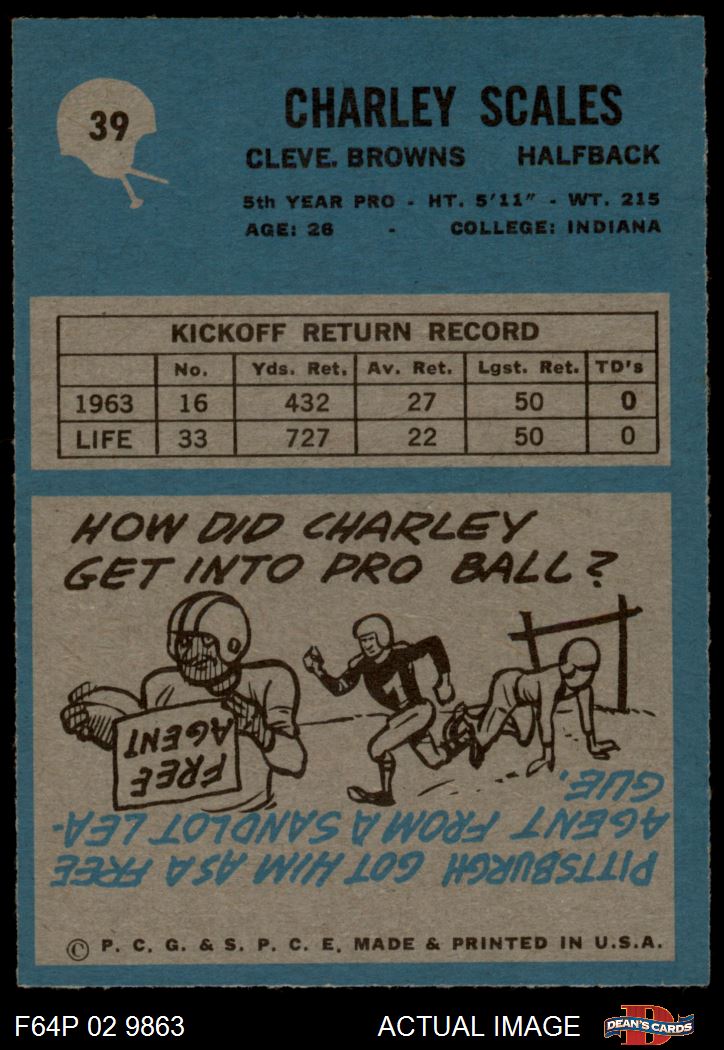 39
CHARLEY SCALES
CLEVE. BROWNS HALFBACK
5th YEAR PRO - HT. 5'11" - WT. 215
AGE: 26 - COLLEGE: INDIANA
KICKOFF RETURN RECORD
No. Yds. Ret. Av. Ret. Lgst. Ret. TD's
1963 16 432 27 50 0
LIFE 33 727 22 50 0
HOW DID CHARLEY
GET INTO PRO BALL?
FREE
AGENT
PITTSBURGH GOT HIM AS A FREE
AGENT FROM A SANDLOT LEA-
GUE.
© P. C. G. & S. P. C. E. MADE & PRINTED IN U.S.A.
F64P 02 9863 ACTUAL IMAGE DEAN'S CARDS